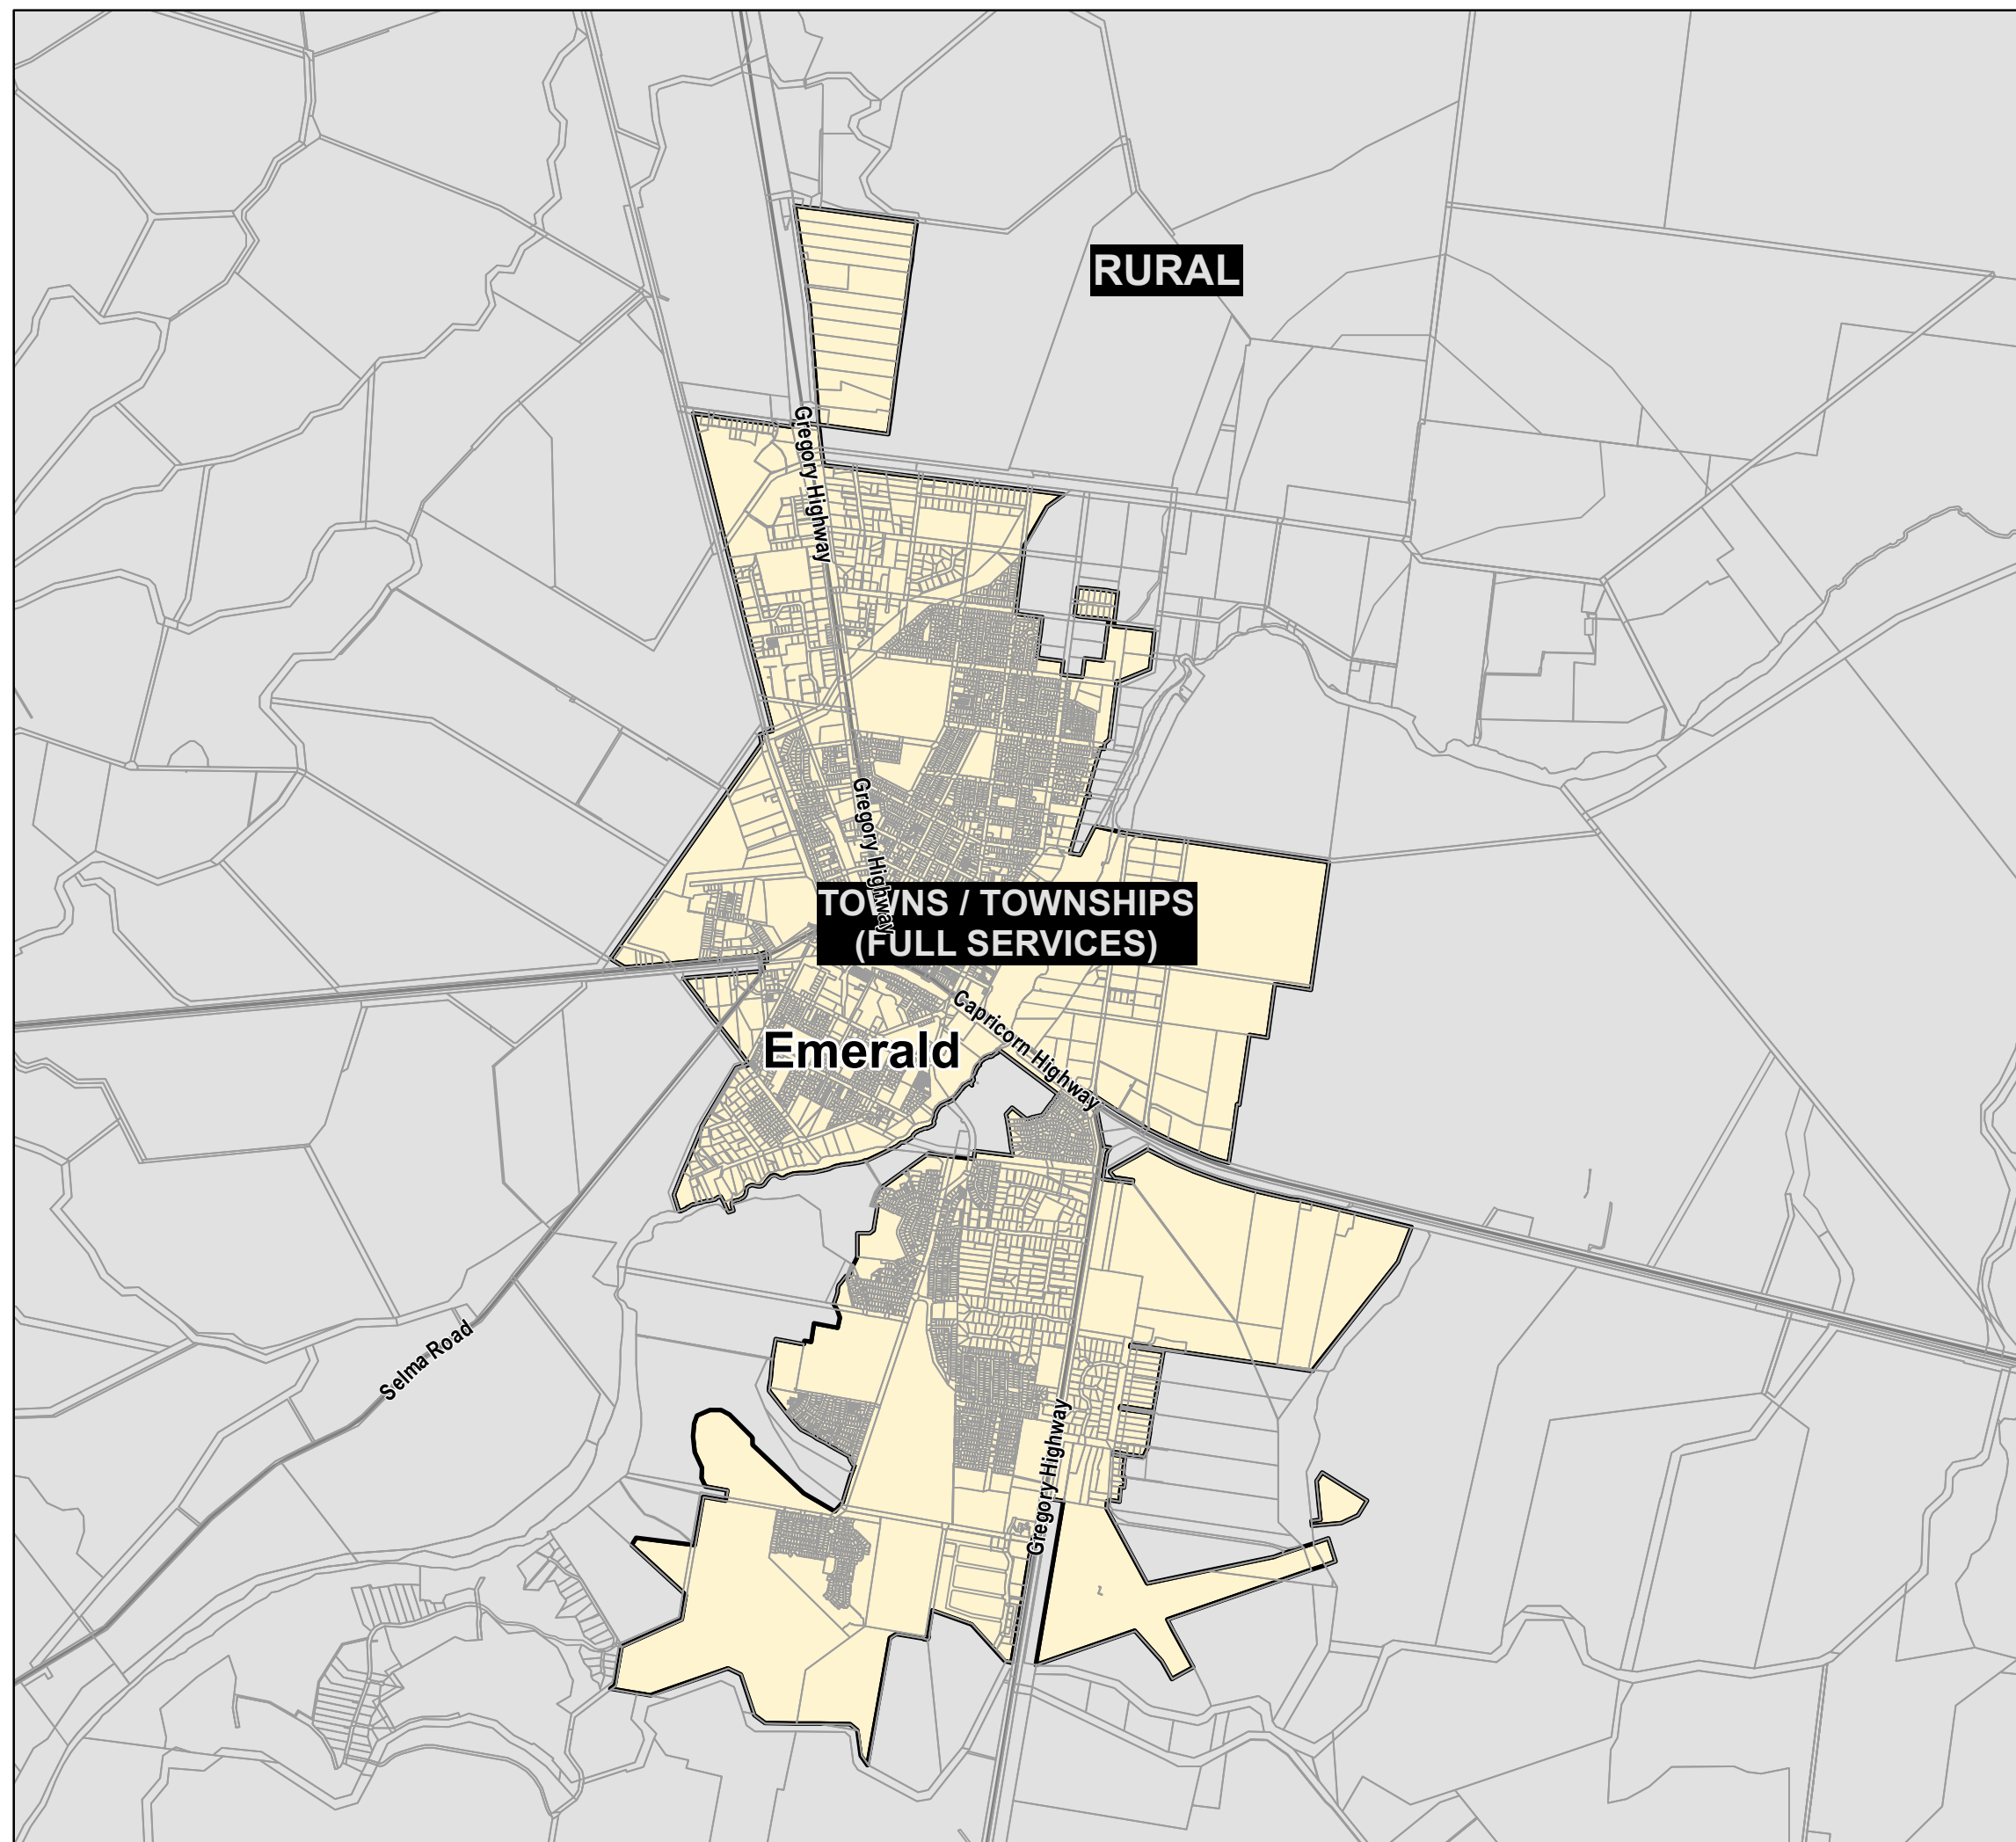 RURAL
Gregory Highway
Gregory Highway
TOWNS / TOWNSHIPS
(FULL SERVICES)
Capricorn Highway
Emerald
Selma Road
Gregory Highway